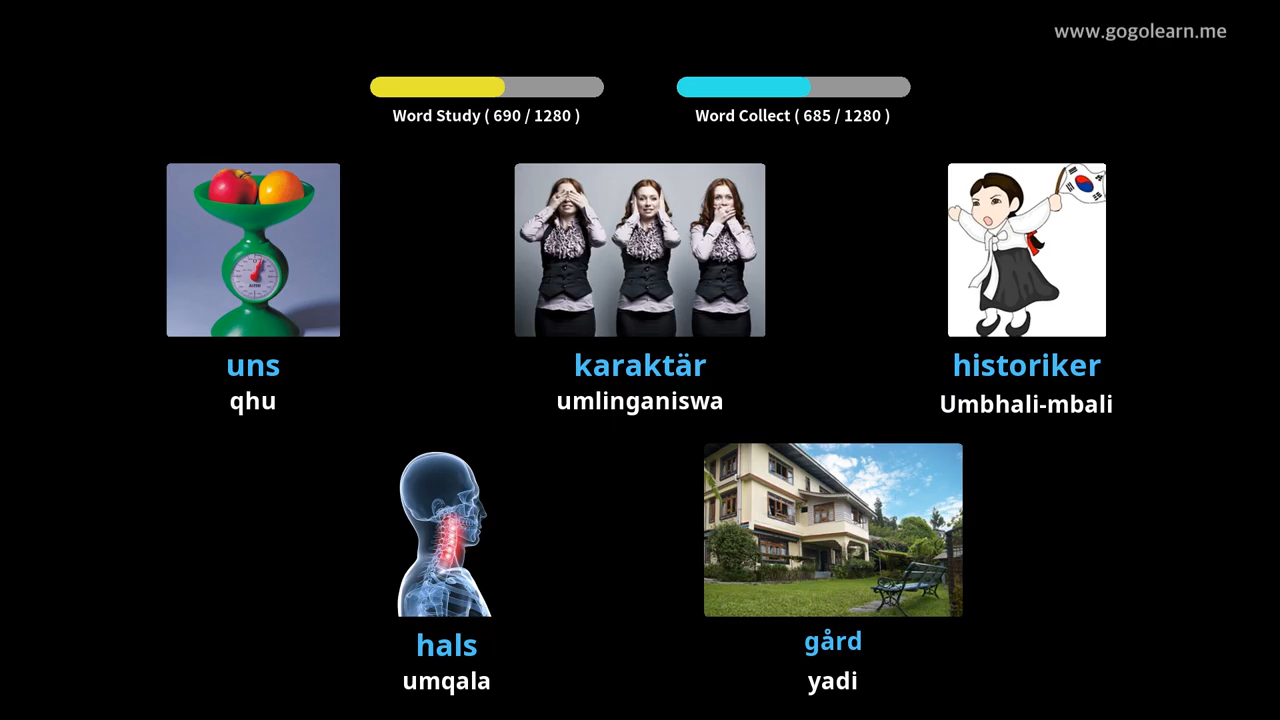 www.gogolearn.me
Word Study ( 690 / 1280 )
Word Collect ( 685 / 1280 )
uns
qhu
karaktär
umlinganiswa
historiker
Umbhali-mbali
hals
umqala
gård
yadi